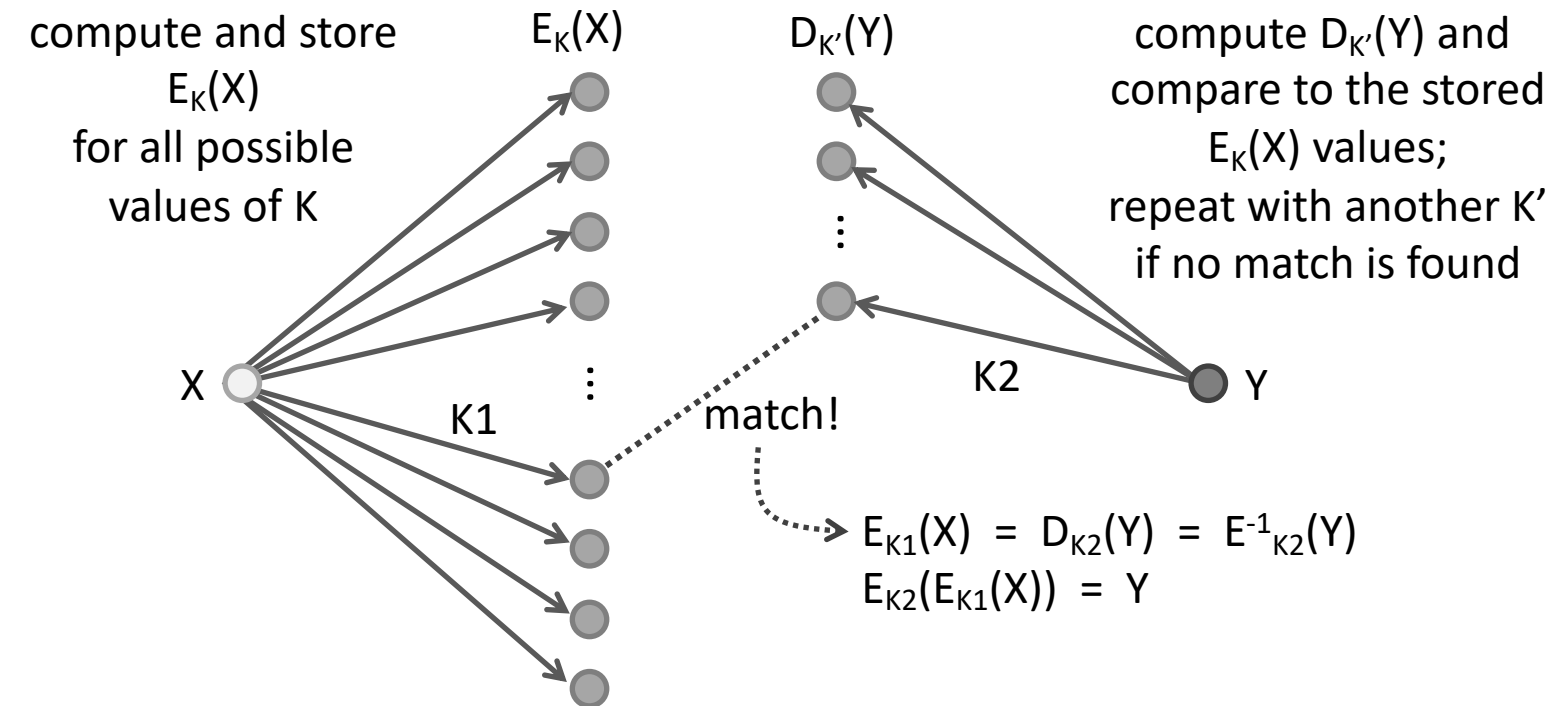 compute and store
E_K(X)
for all possible
values of K
E_K(X)
D_K’(Y)
compute D_K’(Y) and
compare to the stored
E_K(X) values;
repeat with another K’
if no match is found
X
⋮
⋮
K1
K2
Y
match!
E_K1(X) = D_K2(Y) = E^-1_K2(Y)
E_K2(E_K1(X)) = Y